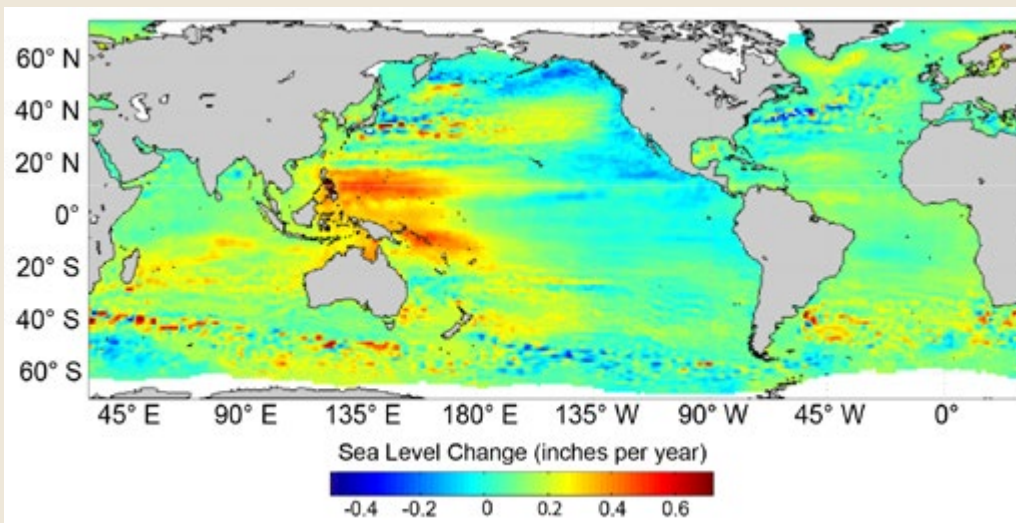 60° N
40° N
20° N
0°
20° S
40° S
60° S
45° E 90° E 135° E 180° E 135° W 90° W 45° W 0°
Sea Level Change (inches per year)
-0.4 -0.2 0 0.2 0.4 0.6